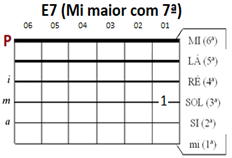 E7 (Mi maior com 7ª)
06 05 04 03 02 01
P MI (6ª)
LÁ (5ª)
i RÉ (4ª)
m 1 SOL (3ª)
a SI (2ª)
mi (1ª)